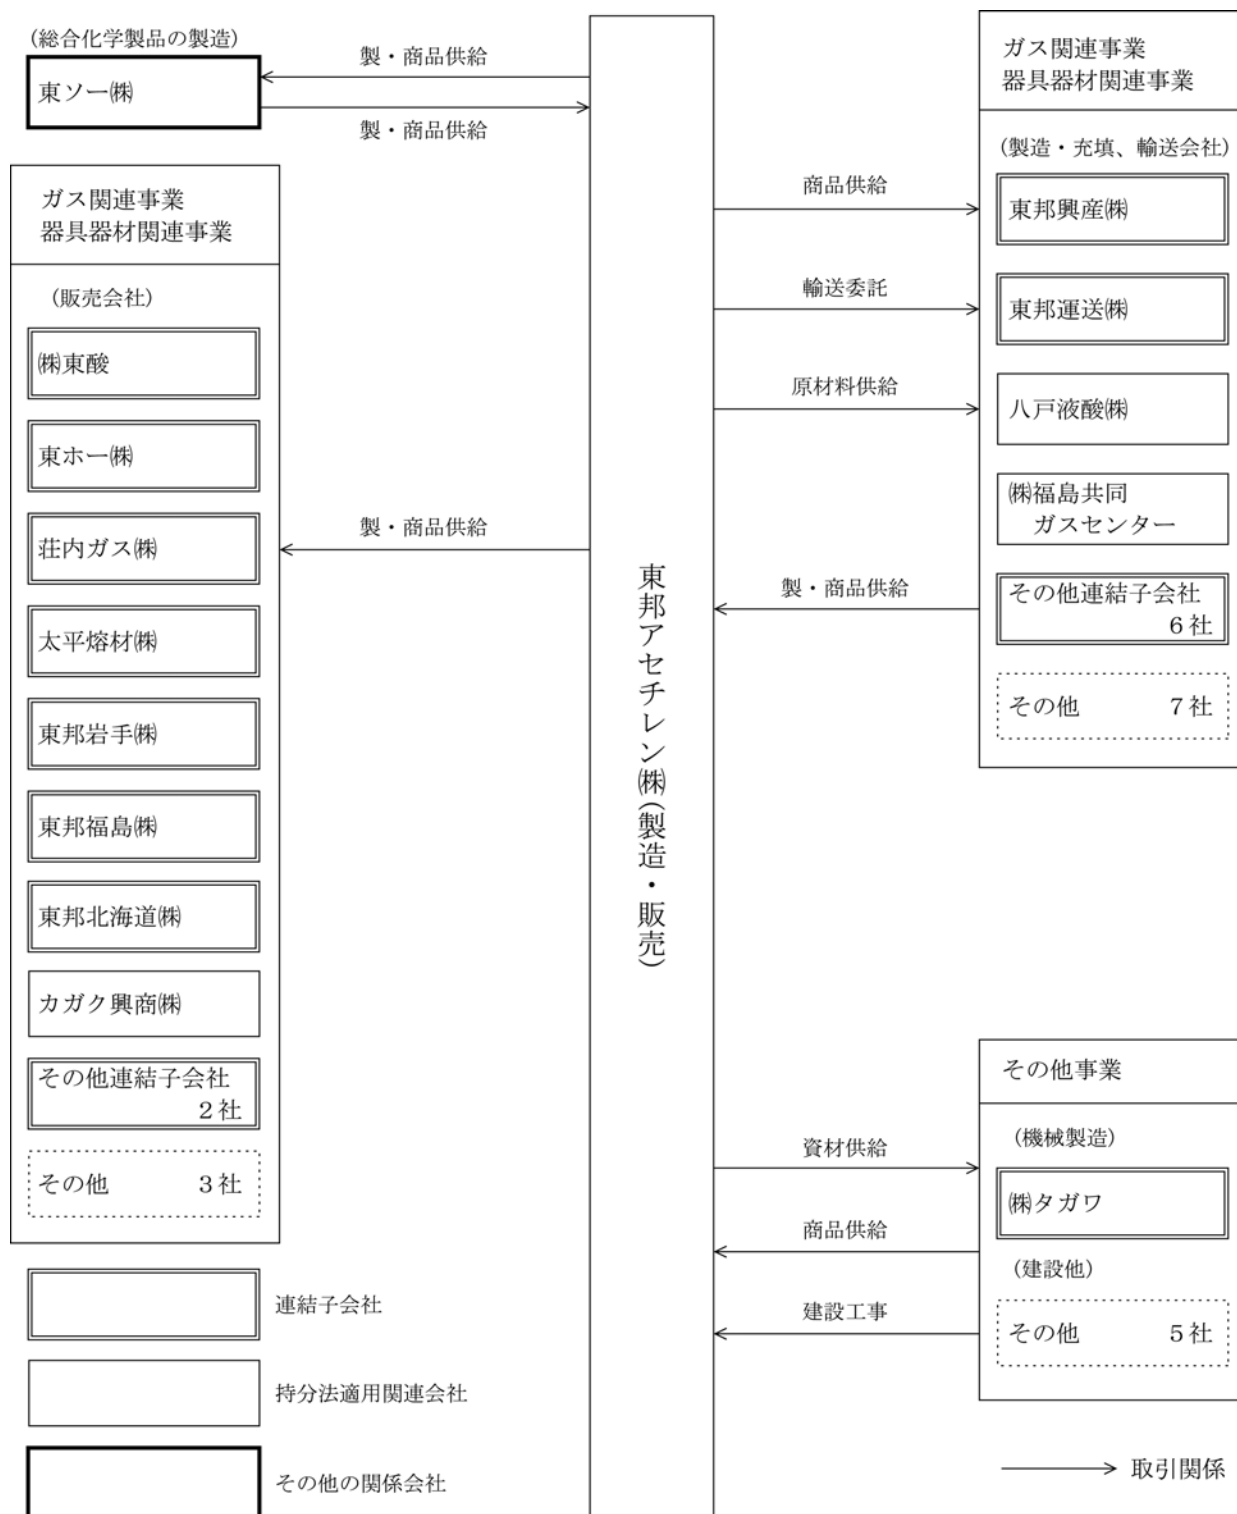 (総合化学製品の製造)
東ソー㈱
製・商品供給
製・商品供給
ガス関連事業
器具器材関連事業
(販売会社)
㈱東酸
東ホー㈱
荘内ガス㈱
太平熔材㈱
東邦岩手㈱
東邦福島㈱
東邦北海道㈱
カガク興商㈱
その他連結子会社
2社
その他 3社
製・商品供給
東邦アセチレン㈱(製造・販売)
商品供給
輸送委託
原材料供給
製・商品供給
ガス関連事業
器具器材関連事業
(製造・充填、輸送会社)
東邦興産㈱
東邦運送㈱
八戸液酸㈱
㈱福島共同
ガスセンター
その他連結子会社
6社
その他 7社
資材供給
商品供給
建設工事
その他事業
(機械製造)
㈱タガワ
(建設他)
その他 5社
連結子会社
持分法適用関連会社
その他の関係会社
取引関係